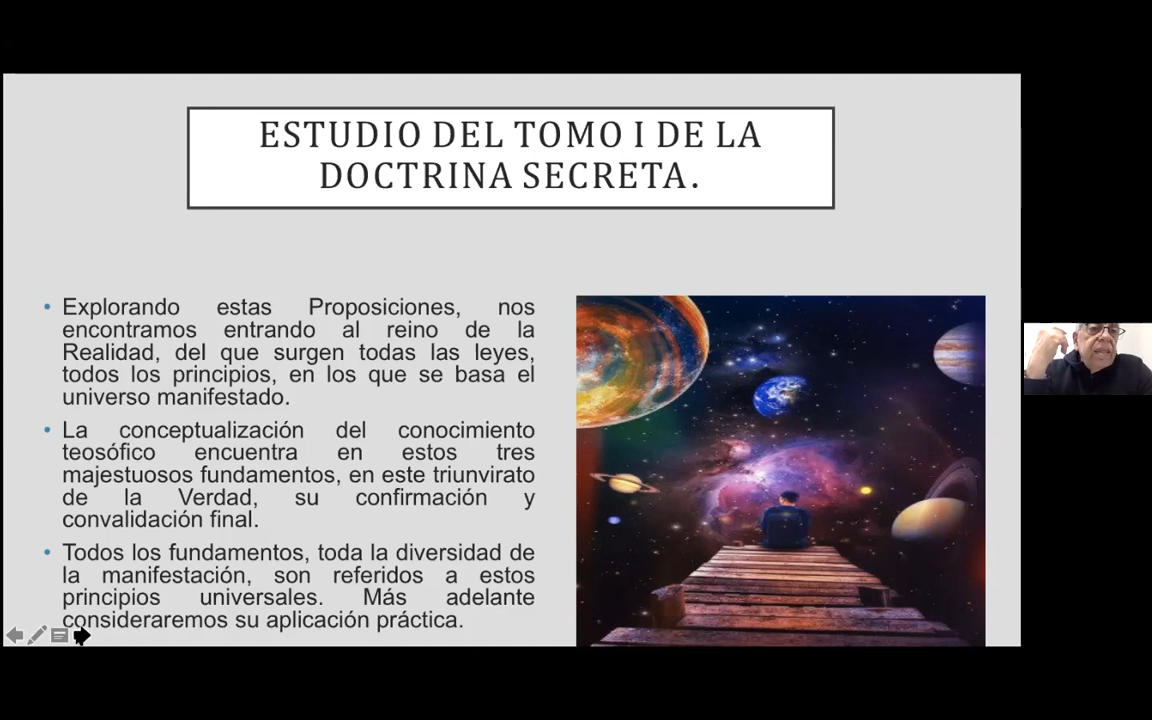 ESTUDIO DEL TOMO I DE LA
DOCTRINA SECRETA.
• Explorando estas Proposiciones, nos
encontramos entrando al reino de la
Realidad, del que surgen todas las leyes,
todos los principios, en los que se basa el
universo manifestado.
• La conceptualización del conocimiento
teosófico encuentra en estos tres
majestuosos fundamentos, en este triunvirato
de la Verdad, su confirmación y
convalidación final.
• Todos los fundamentos, toda la diversidad de
la manifestación, son referidos a estos
principios universales. Más adelante
consideraremos su aplicación práctica.